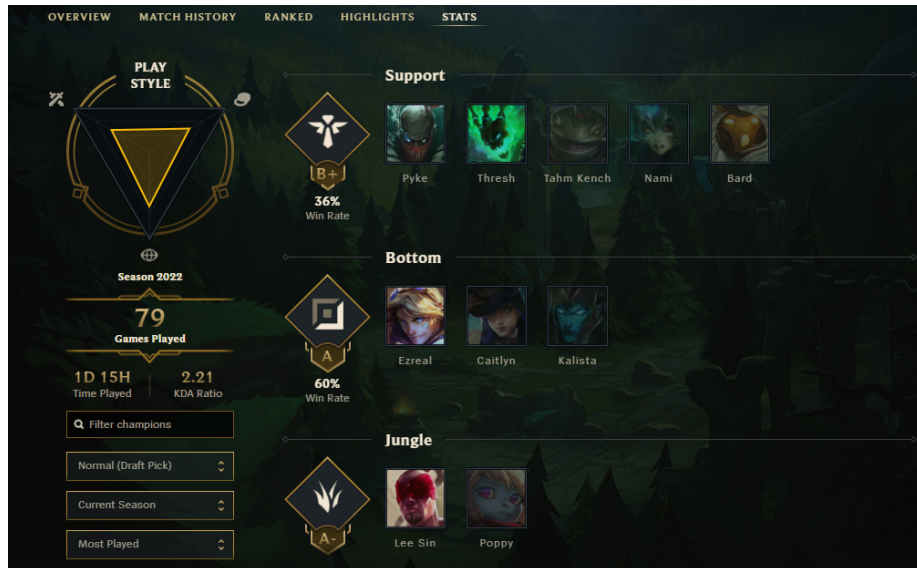 OVERVIEW MATCH HISTORY RANKED HIGHLIGHTS STATS
PLAY
STYLE
Season 2022
79
Games Played
1D 15H
Time Played
2.21
KDA Ratio
Filter champions
Normal (Draft Pick)
Current Season
Most Played
Support
B+
36%
Win Rate
Pyke Thresh Tahm Kench Nami Bard
Bottom
A
60%
Win Rate
Ezreal Caitlyn Kalista
Jungle
A-
Lee Sin Poppy